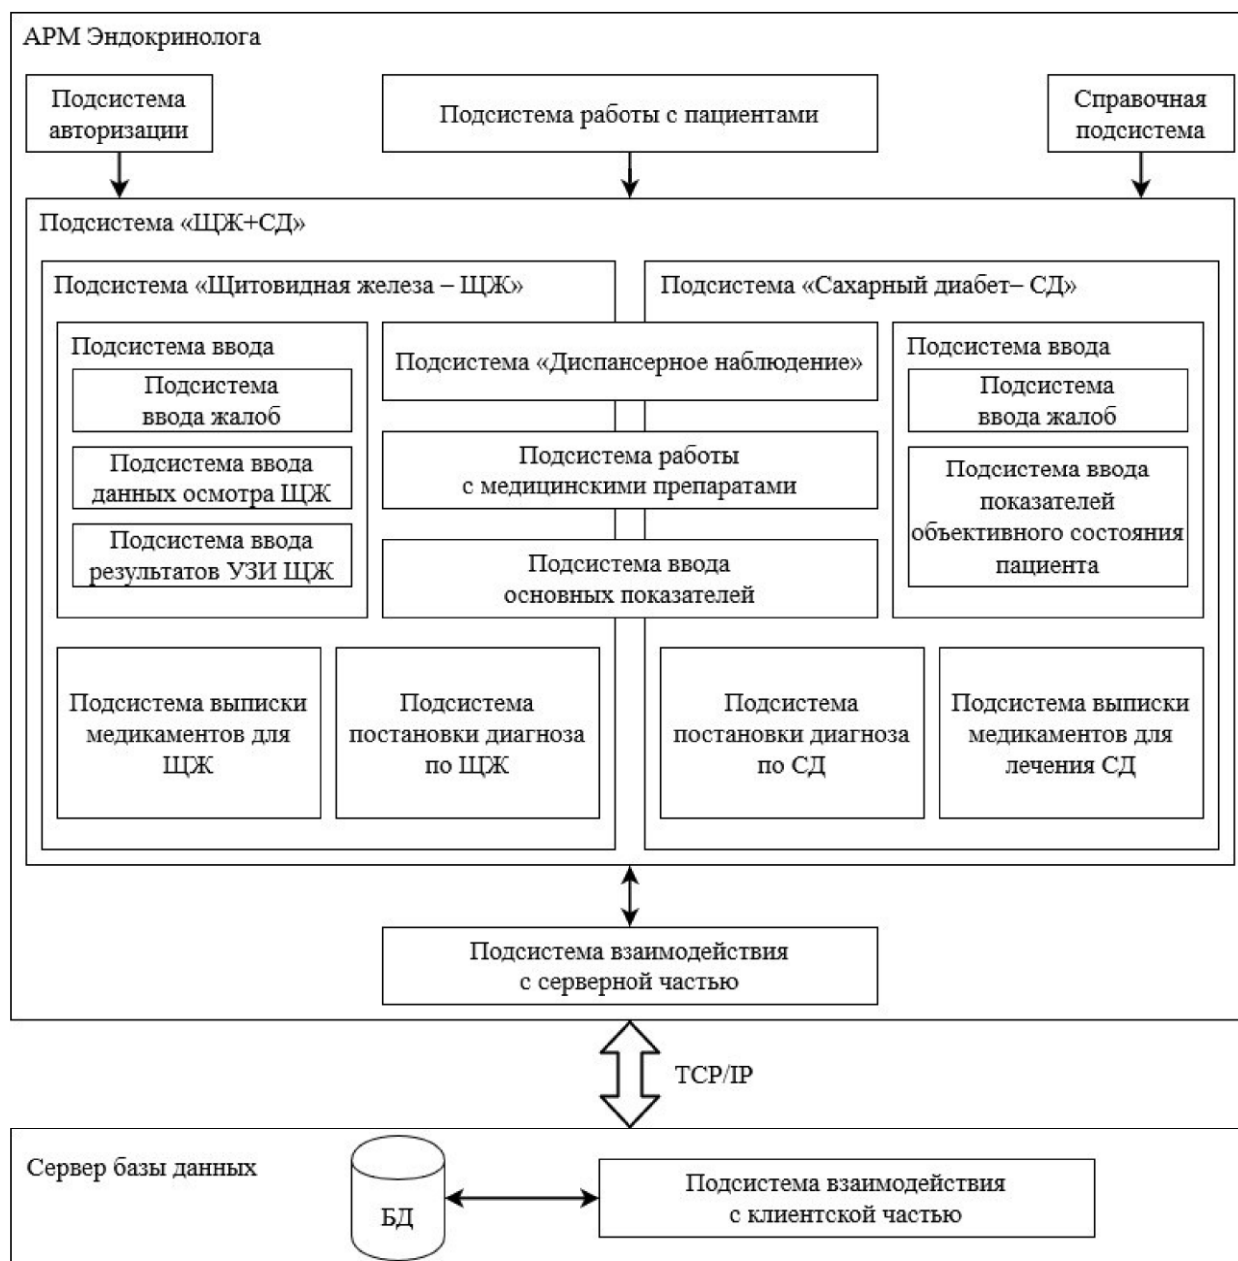 АРМ Эндокринолога
Подсистема
авторизации
Подсистема работы с пациентами
Справочная
подсистема
Подсистема «ЩЖ+СД»
Подсистема «Щитовидная железа – ЩЖ»
Подсистема ввода
Подсистема
ввода жалоб
Подсистема ввода
данных осмотра ЩЖ
Подсистема ввода
результатов УЗИ ЩЖ
Подсистема «Диспансерное наблюдение»
Подсистема работы
с медицинскими препаратами
Подсистема ввода
основных показателей
Подсистема «Сахарный диабет– СД»
Подсистема ввода
Подсистема
ввода жалоб
Подсистема ввода
показателей
объективного состояния
пациента
Подсистема выписки
медикаментов для
ЩЖ
Подсистема
постановки диагноза
по ЩЖ
Подсистема
постановки диагноза
по СД
Подсистема выписки
медикаментов для
лечения СД
Подсистема взаимодействия
с серверной частью
TCP/IP
Сервер базы данных
БД
Подсистема взаимодействия
с клиентской частью